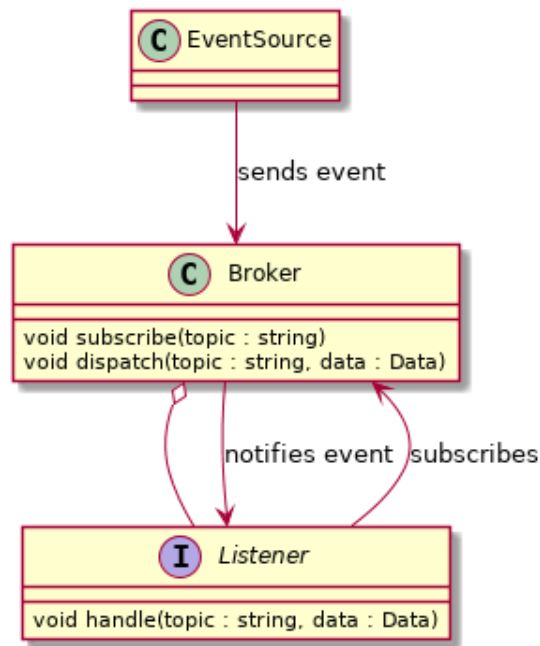 C EventSource
sends event
C Broker
void subscribe(topic : string)
void dispatch(topic : string, data : Data)
notifies event
subscribes
I Listener
void handle(topic : string, data : Data)